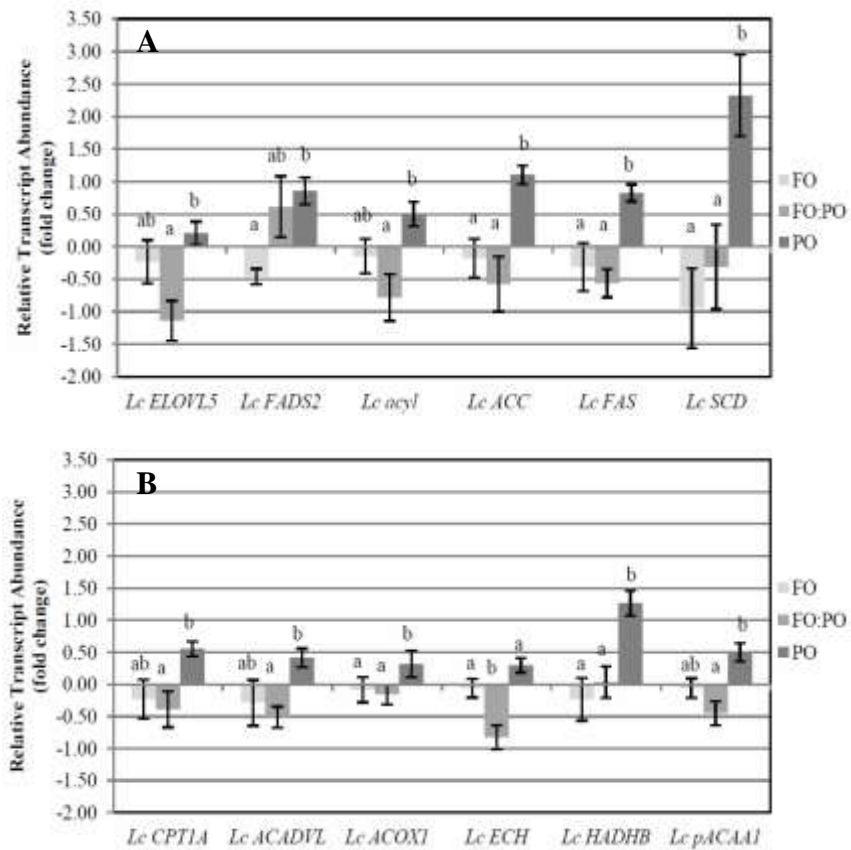 A
3.50
3.00
2.50
2.00
1.50
1.00
0.50
0.00
-0.50
-1.00
-1.50
-2.00
Relative Transcript Abundance
(fold change)
ab a b
a ab b
ab a b
a a b
a a b
a a b
FO
FO:PO
PO
Lc ELOVL5 Lc FADS2 Lc acyl Lc ACC Lc FAS Lc SCD
B
3.50
3.00
2.50
2.00
1.50
1.00
0.50
0.00
-0.50
-1.00
-1.50
-2.00
Relative Transcript Abundance
(fold change)
ab a b
ab a b
a a b
a b a
a a b
ab a b
FO
FO:PO
PO
Lc CPT1A Lc ACADVL Lc ACOX1 Lc ECH Lc HADHB Lc pACAA1